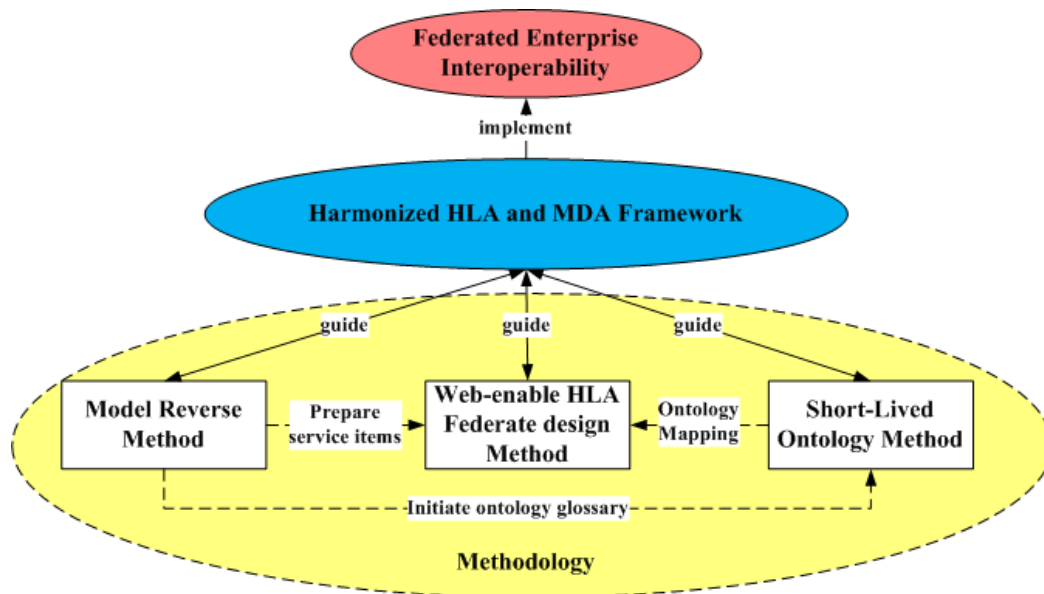 Federated Enterprise
Interoperability
implement
Harmonized HLA and MDA Framework
guide
guide
guide
Model Reverse
Method
Prepare
service items
Web-enable HLA
Federate design
Method
Ontology
Mapping
Short-Lived
Ontology Method
Initiate ontology glossary
Methodology